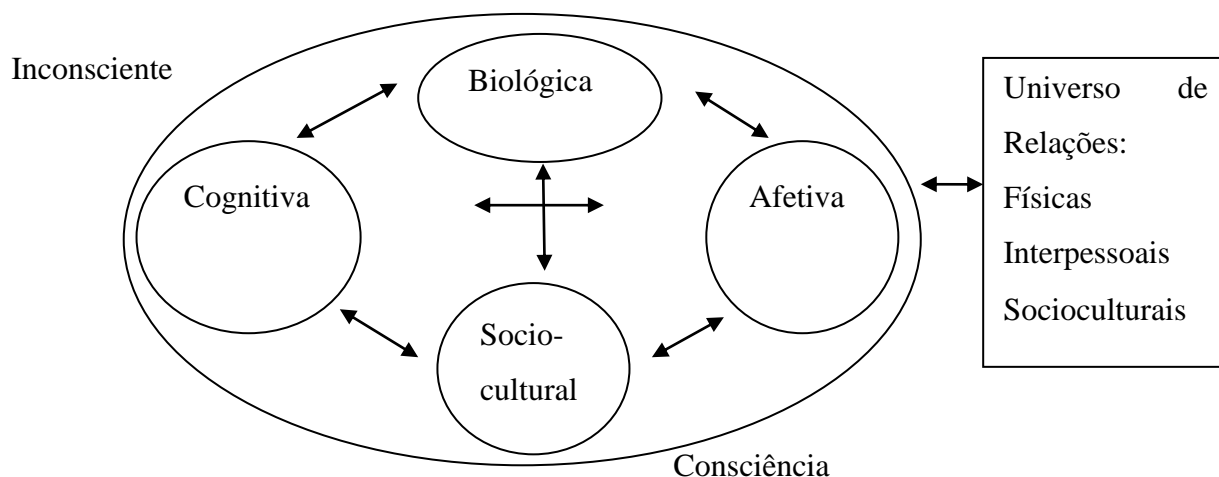 Inconsciente
Biológica
Cognitiva
Afetiva
Socio-
cultural
Consciência
Universo de
Relações:
Físicas
Interpessoais
Socioculturais